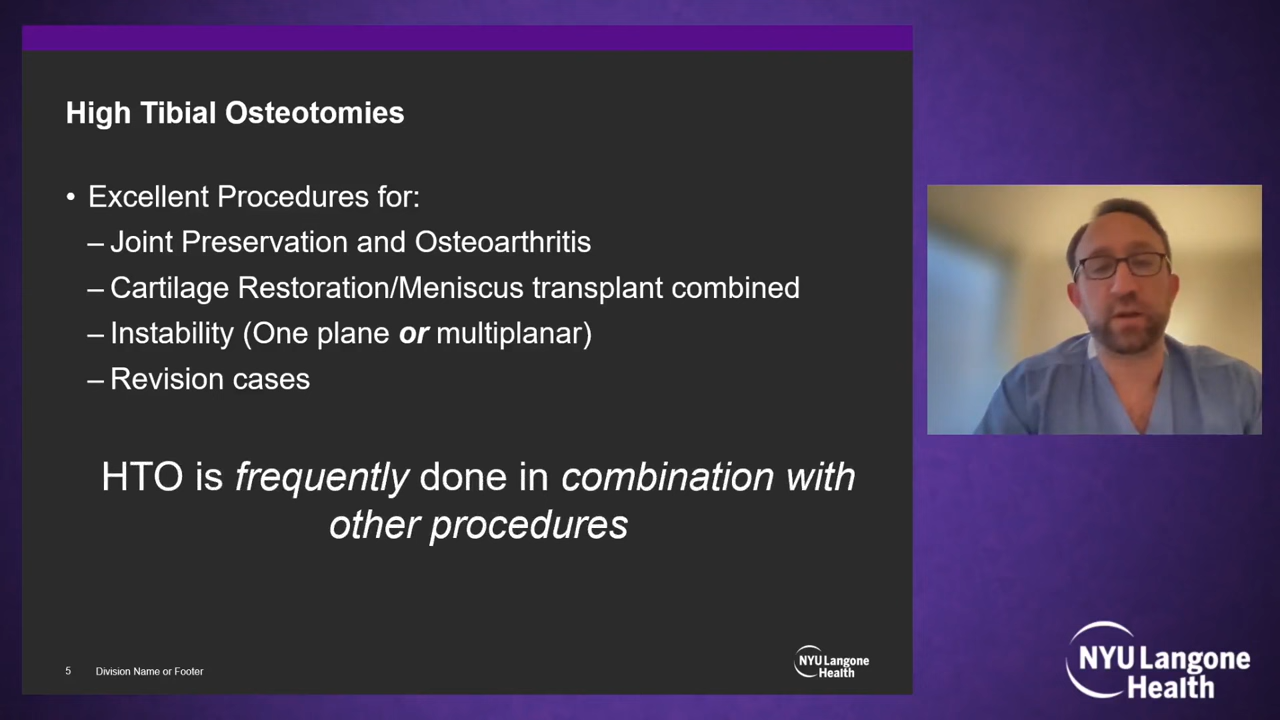 High Tibial Osteotomies
• Excellent Procedures for:
– Joint Preservation and Osteoarthritis
– Cartilage Restoration/Meniscus transplant combined
– Instability (One plane or multiplanar)
– Revision cases
HTO is frequently done in combination with
other procedures
5 Division Name or Footer
NYU Langone
Health
NYU Langone
Health